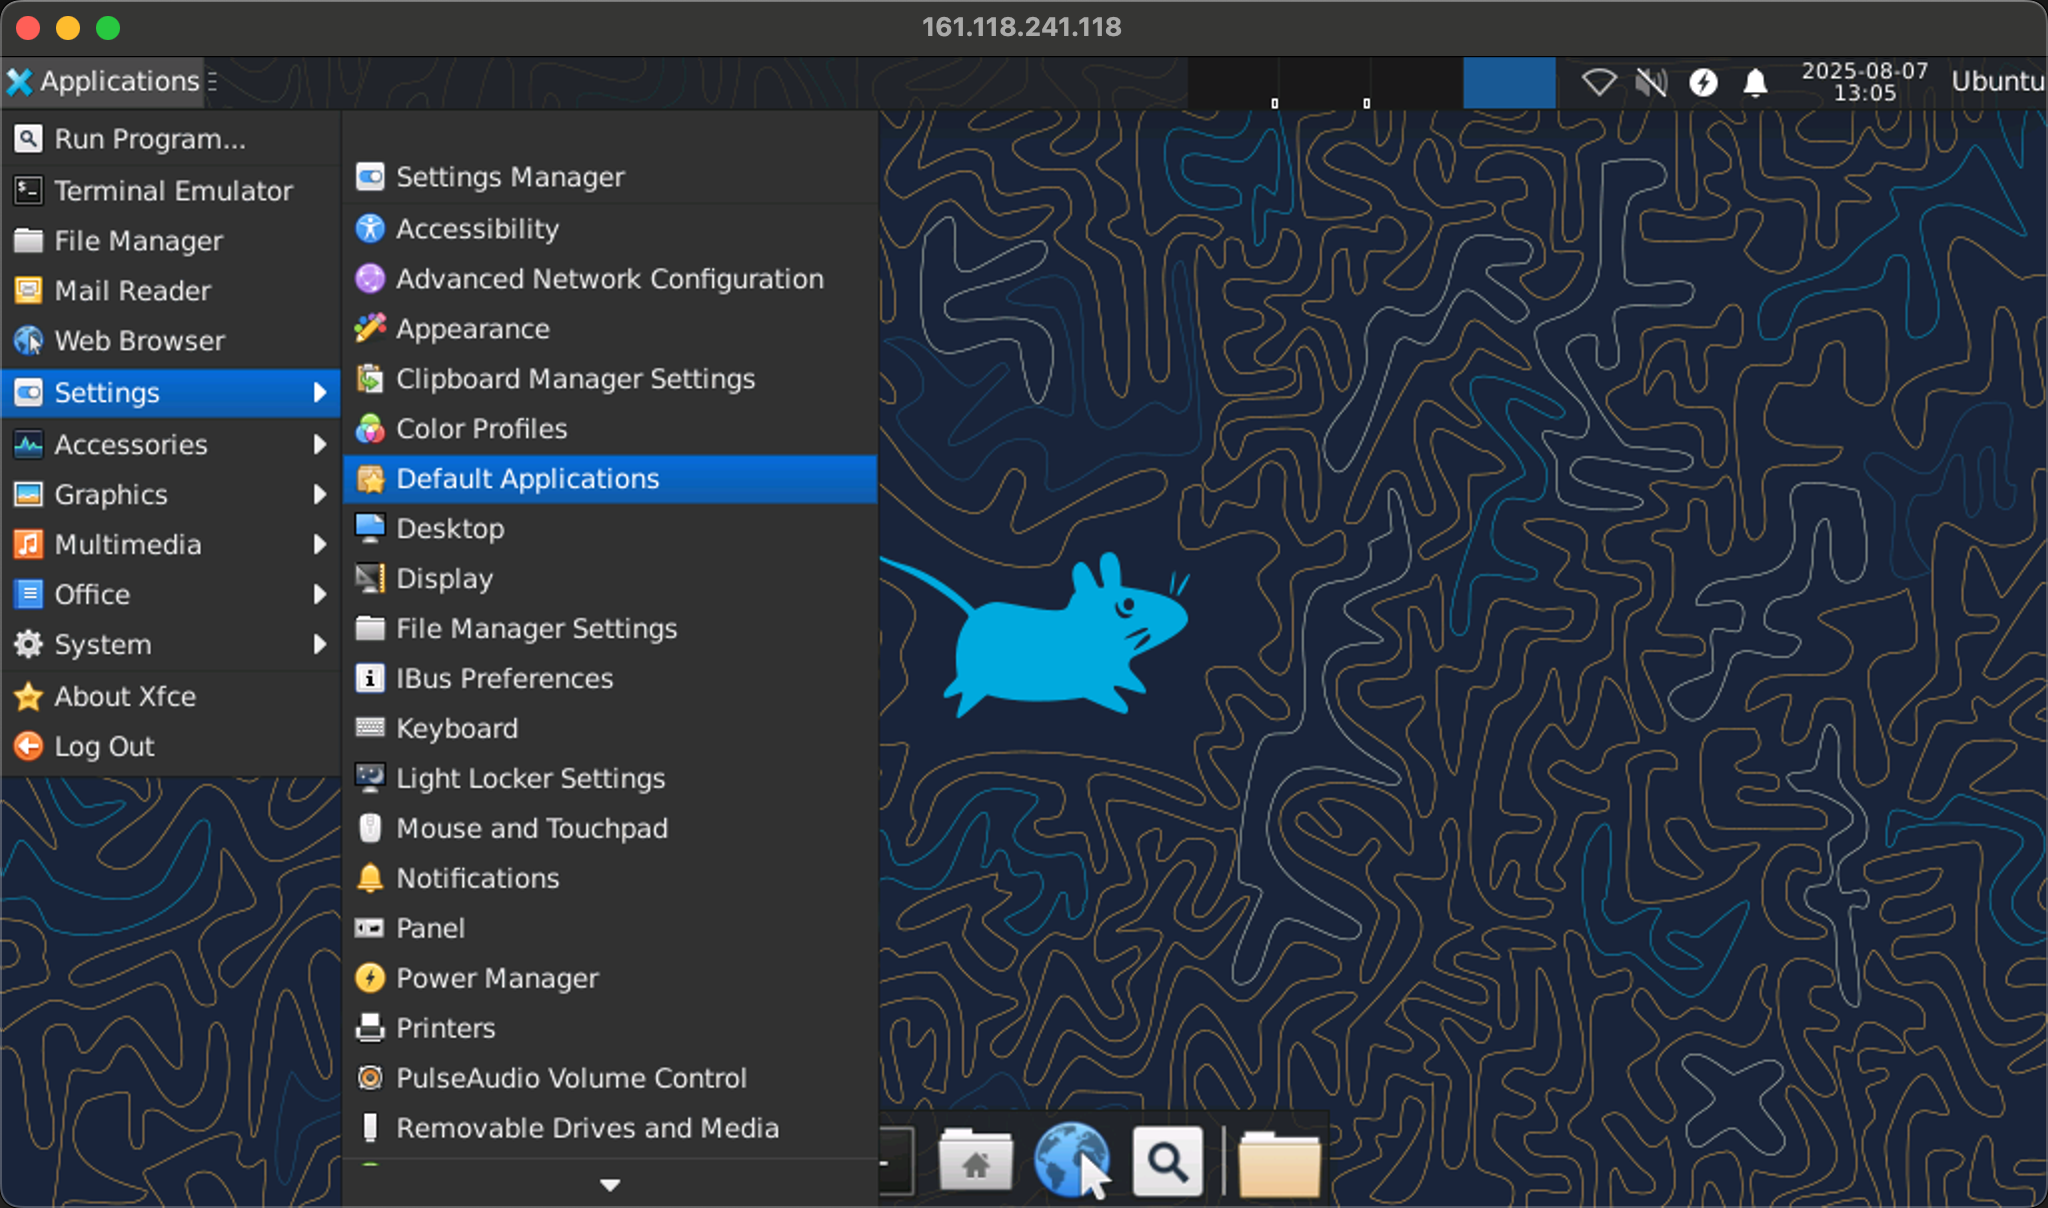 161.118.241.118
Applications
2025-08-07
13:05
Ubuntu
Run Program...
Terminal Emulator
File Manager
Mail Reader
Web Browser
Settings
Accessories
Graphics
Multimedia
Office
System
About Xfce
Log Out
Settings Manager
Accessibility
Advanced Network Configuration
Appearance
Clipboard Manager Settings
Color Profiles
Default Applications
Desktop
Display
File Manager Settings
IBus Preferences
Keyboard
Light Locker Settings
Mouse and Touchpad
Notifications
Panel
Power Manager
Printers
PulseAudio Volume Control
Removable Drives and Media